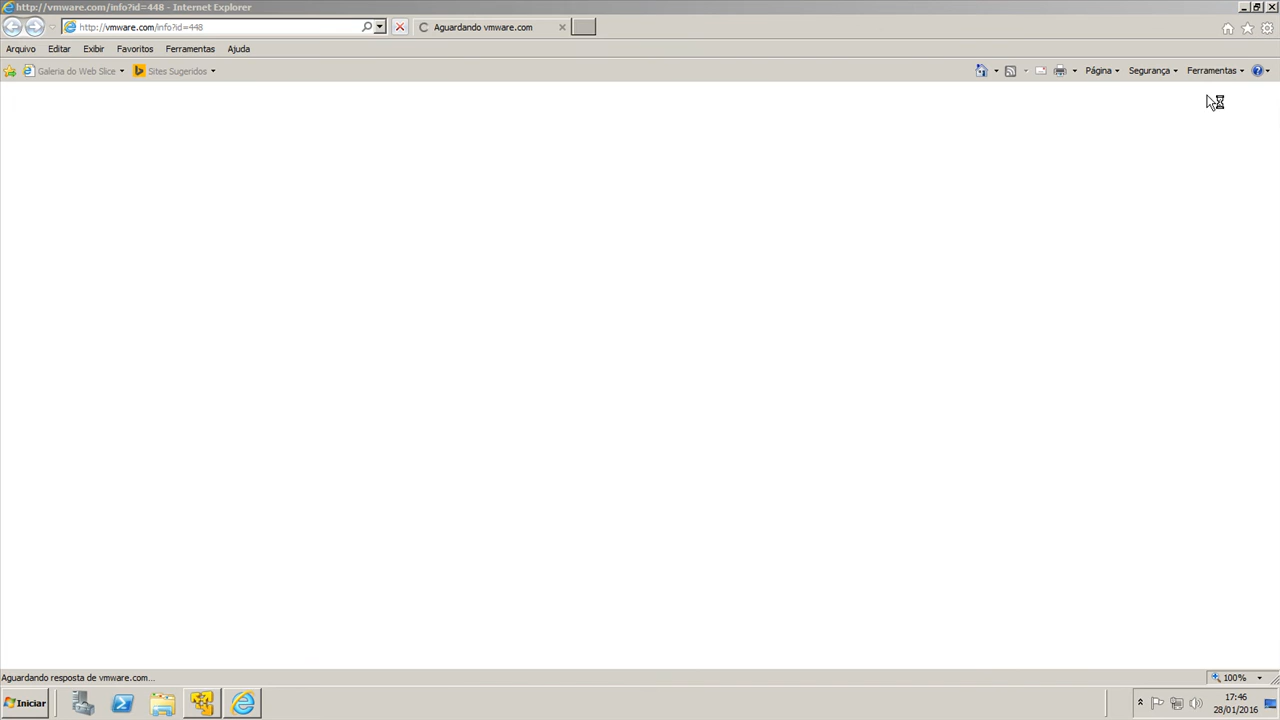 http://vmware.com/info?id=448 - Internet Explorer
http://vmware.com/info?id=448
Aguardando vmware.com
Arquivo Editar Exibir Favoritos Ferramentas Ajuda
Galeria do Web Slice Sites Sugeridos Página Segurança Ferramentas
Aguardando resposta de vmware.com...
100%
Iniciar
17:46
28/01/2016